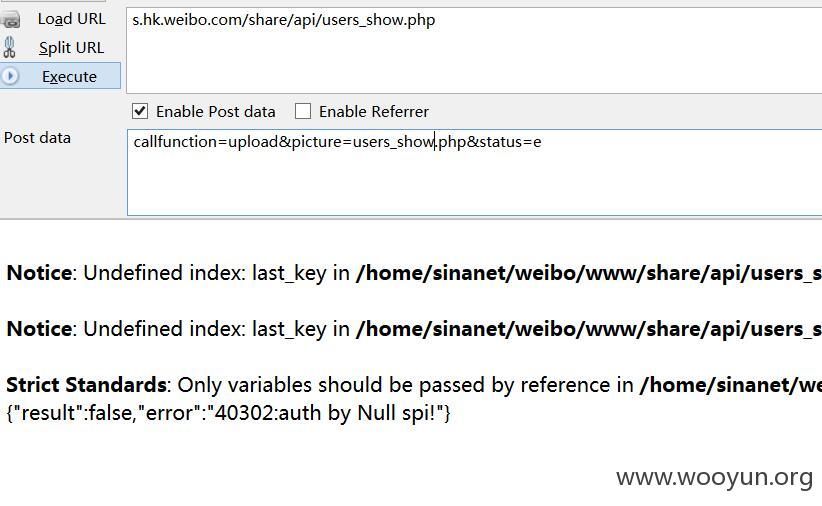 Load URL
s.hk.weibo.com/share/api/users_show.php
Split URL
Execute
Enable Post data
Enable Referrer
Post data
callfunction=upload&picture=users_show.php&status=e
Notice: Undefined index: last_key in /home/sinanet/weibo/www/share/api/users_s
Notice: Undefined index: last_key in /home/sinanet/weibo/www/share/api/users_s
Strict Standards: Only variables should be passed by reference in /home/sinanet/we
{"result":false,"error":"40302:auth by Null spi!"}
www.wooyun.org